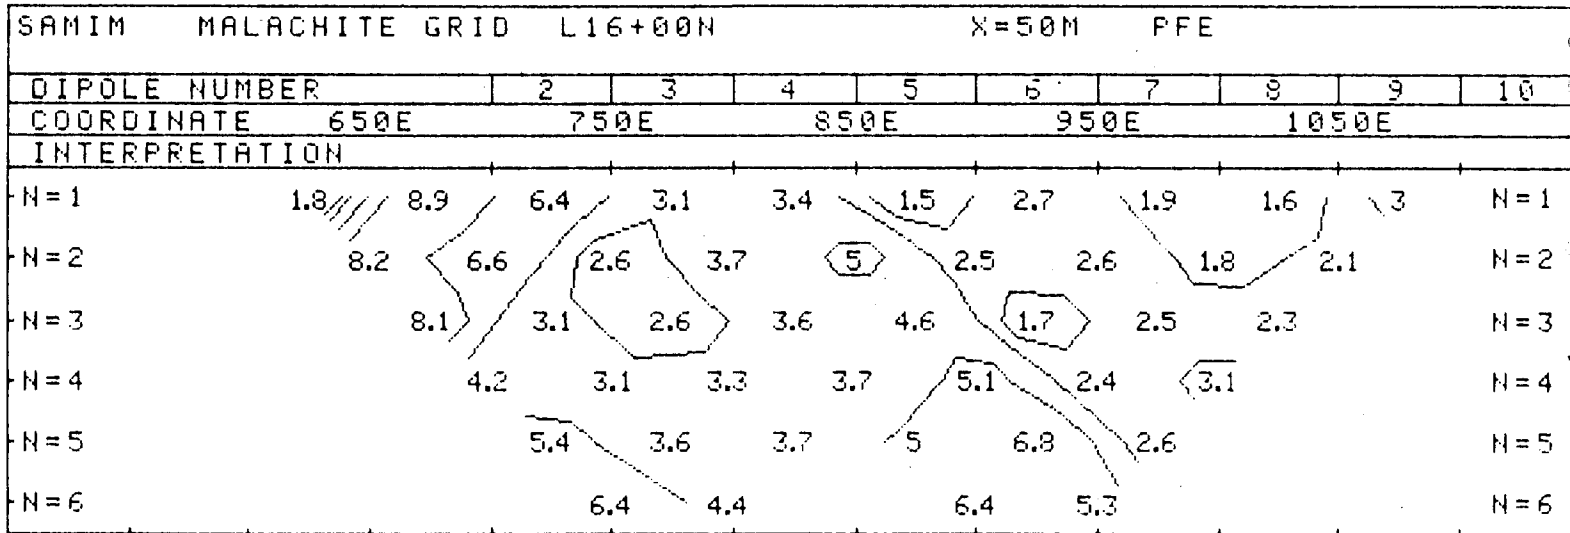 SAMIM MALACHITE GRID L16+00N X=50M PFE
DIPOLE NUMBER 2 3 4 5 6 7 8 9 10
COORDINATE 650E 750E 850E 950E 1050E
INTERPRETATION
N=1 1.8 8.9 6.4 3.1 3.4 1.5 2.7 1.9 1.6 3 N=1
N=2 8.2 6.6 2.6 3.7 5 2.5 2.6 1.8 2.1 N=2
N=3 8.1 3.1 2.6 3.6 4.6 1.7 2.5 2.3 N=3
N=4 4.2 3.1 3.3 3.7 5.1 2.4 3.1 N=4
N=5 5.4 3.6 3.7 5 6.8 2.6 N=5
N=6 6.4 4.4 6.4 5.3 N=6